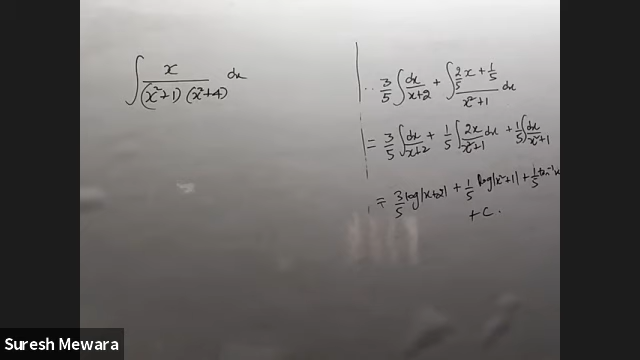 ∫ x / (x²+1) (x²+4) dx
.. 3/5 ∫ dx/x+2 + ∫ 2/5 x + 1/5 / x²+1 dx
= 3/5 ∫ dx/x+2 + 1/5 ∫ 2x/x²+1 dx + 1/5 ∫ dx/x²+1
= 3/5 log|x+2| + 1/5 log|x²+1| + 1/5 tan⁻¹x
+ C.
Suresh Mewara